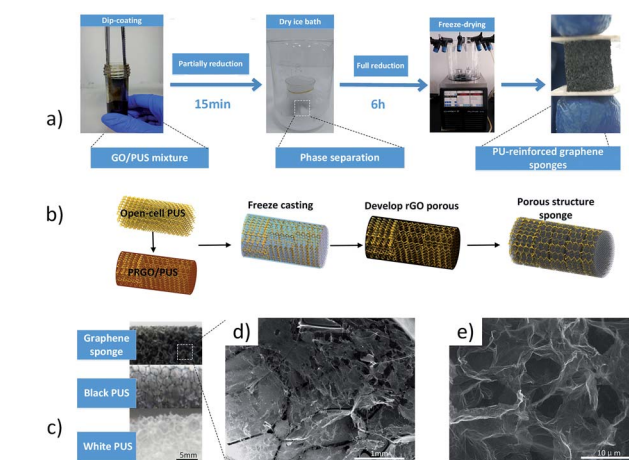 Dip-coating
Dry ice bath
Freeze-drying
Partially reduction
Full reduction
15min
6h
a)
GO/PUS mixture
Phase separation
PU-reinforced graphene
sponges
b)
Open-cell PUS
PRGO/PUS
Freeze casting
Develop rGO porous
Porous structure
sponge
c)
Graphene
sponge
Black PUS
White PUS
5mm
d)
1mm
e)
10 μm